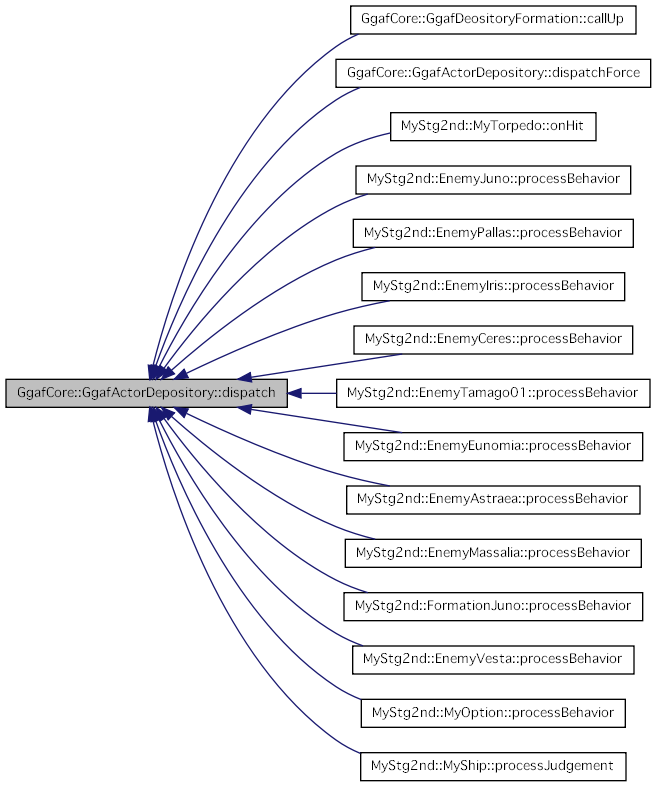 GgafCore::GgafDeositoryFormation::callUp
GgafCore::GgafActorDepository::dispatchForce
MyStg2nd::MyTorpedo::onHit
MyStg2nd::EnemyJuno::processBehavior
MyStg2nd::EnemyPallas::processBehavior
MyStg2nd::EnemyIris::processBehavior
MyStg2nd::EnemyCeres::processBehavior
GgafCore::GgafActorDepository::dispatch
MyStg2nd::EnemyTamago01::processBehavior
MyStg2nd::EnemyEunomia::processBehavior
MyStg2nd::EnemyAstraea::processBehavior
MyStg2nd::EnemyMassalia::processBehavior
MyStg2nd::FormationJuno::processBehavior
MyStg2nd::EnemyVesta::processBehavior
MyStg2nd::MyOption::processBehavior
MyStg2nd::MyShip::processJudgement